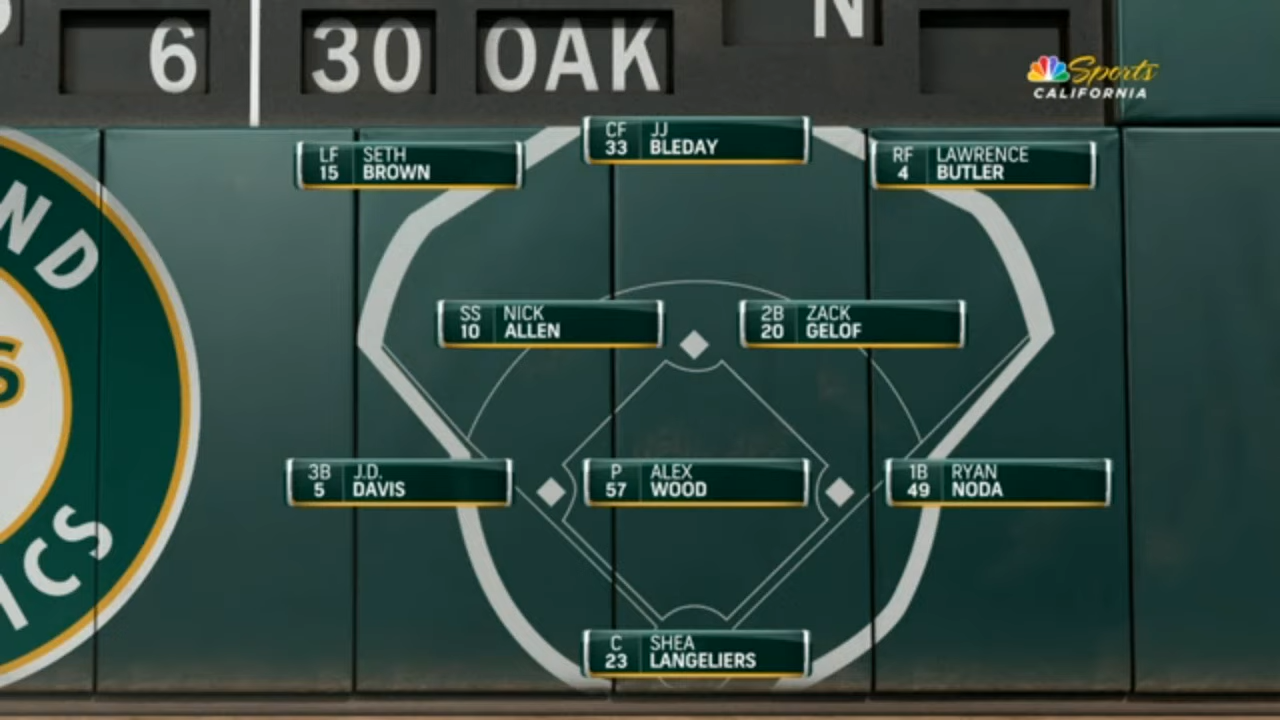 6 30 OAK N
Sports
CALIFORNIA
CF JJ
33 BLEDAY
LF SETH
15 BROWN
RF LAWRENCE
4 BUTLER
ND
S
ICS
SS NICK
10 ALLEN
2B ZACK
20 GELOF
3B J.D.
5 DAVIS
P ALEX
57 WOOD
1B RYAN
49 NODA
C SHEA
23 LANGELIERS